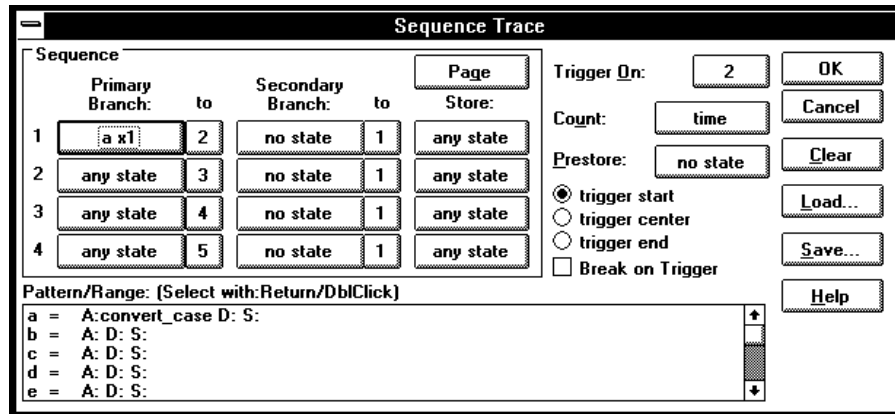 Sequence Trace
Sequence
Page
Primary Branch: to Secondary Branch: to Store:
1 a x1 2 no state 1 any state
2 any state 3 no state 1 any state
3 any state 4 no state 1 any state
4 any state 5 no state 1 any state
Trigger On: 2
Count: time
Prestore: no state
trigger start
trigger center
trigger end
Break on Trigger
OK
Cancel
Clear
Load...
Save...
Help
Pattern/Range: (Select with:Return/DblClick)
a = A:convert_case D: S:
b = A: D: S:
c = A: D: S:
d = A: D: S:
e = A: D: S: